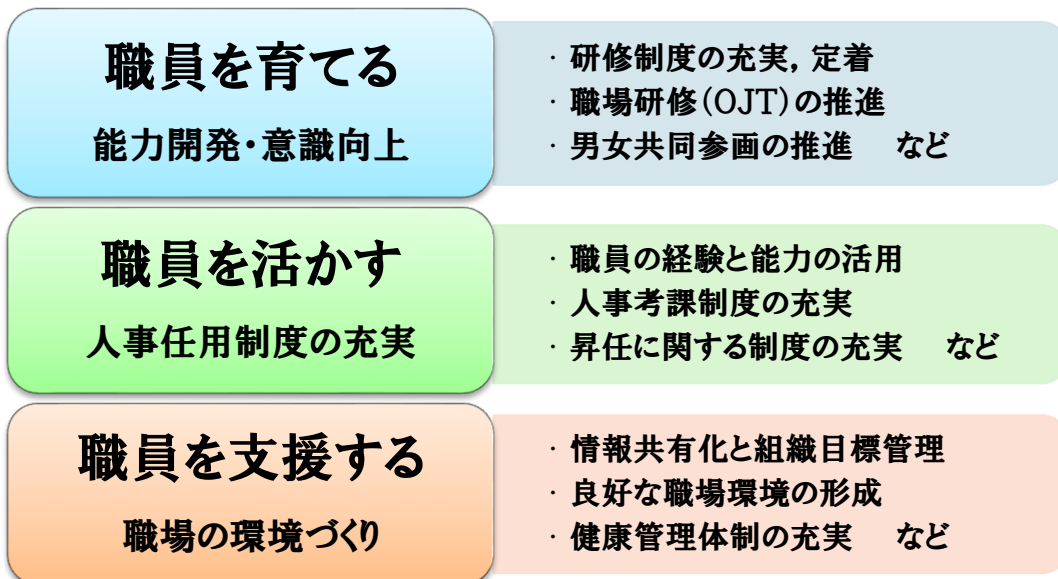 職員を育てる
能力開発・意識向上
・研修制度の充実，定着
・職場研修（OJT）の推進
・男女共同参画の推進　など
職員を活かす
人事任用制度の充実
・職員の経験と能力の活用
・人事考課制度の充実
・昇任に関する制度の充実　など
職員を支援する
職場の環境づくり
・情報共有化と組織目標管理
・良好な職場環境の形成
・健康管理体制の充実　など